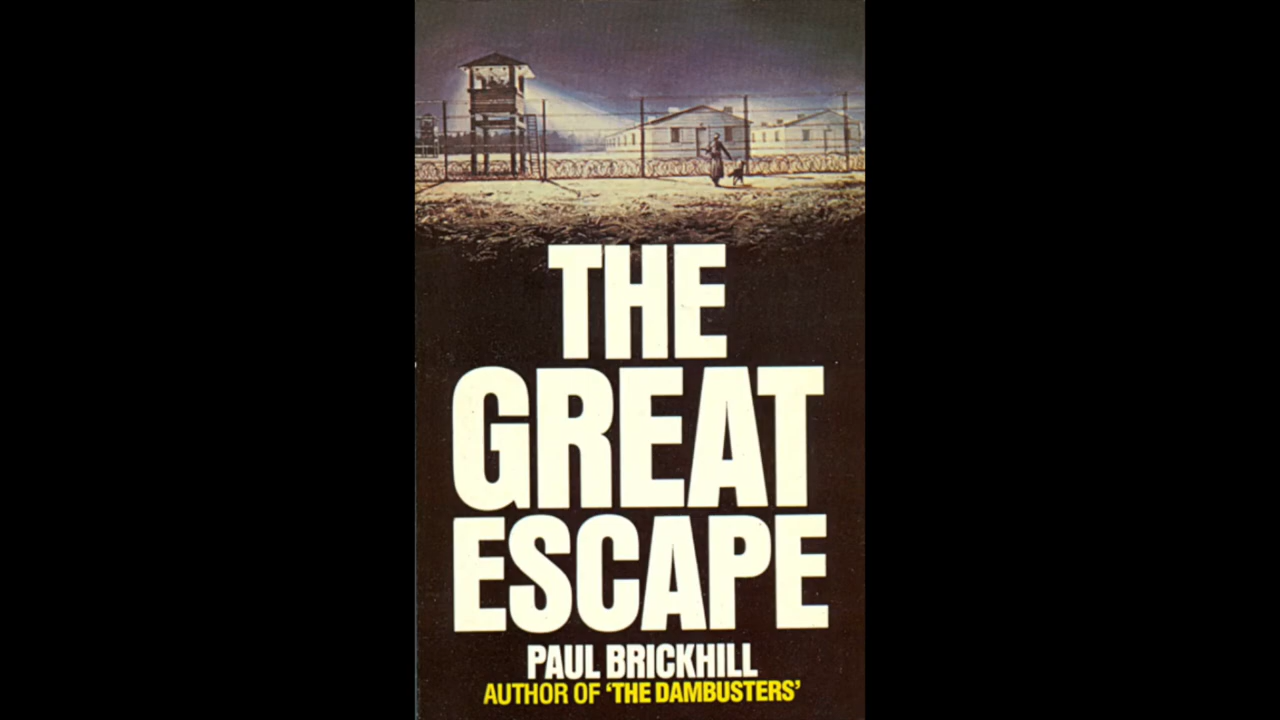 THE
GREAT
ESCAPE
PAUL BRICKHILL
AUTHOR OF ‘THE DAMBUSTERS’